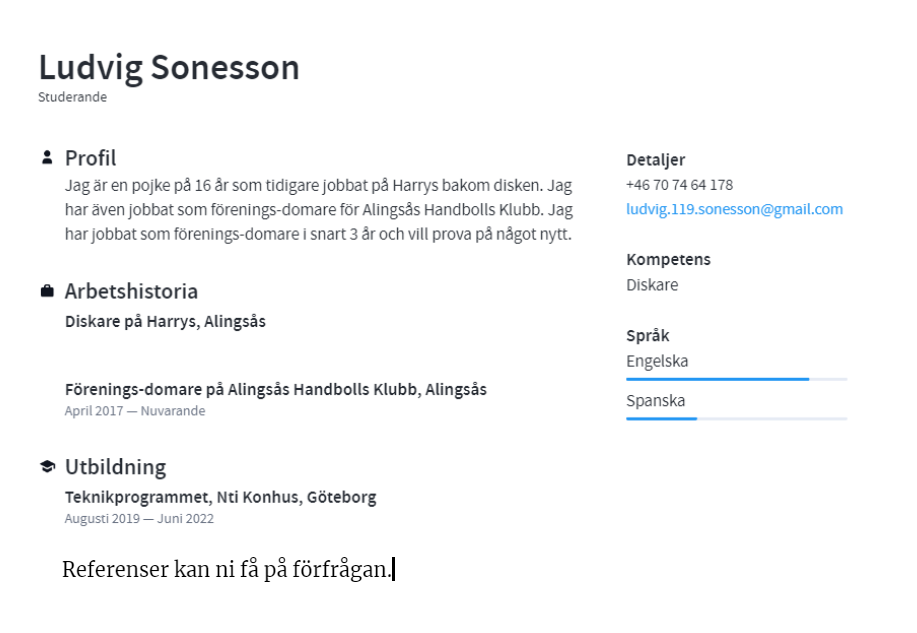 Ludvig Sonesson
Studerande
Profil
Jag är en pojke på 16 år som tidigare jobbat på Harrys bakom disken. Jag
har även jobbat som förenings-domare för Alingsås Handbolls Klubb. Jag
har jobbat som förenings-domare i snart 3 år och vill prova på något nytt.
Arbetshistoria
Diskare på Harrys, Alingsås
Förenings-domare på Alingsås Handbolls Klubb, Alingsås
April 2017 — Nuvarande
Utbildning
Teknikprogrammet, Nti Konhus, Göteborg
Augusti 2019 — Juni 2022
Referenser kan ni få på förfrågan.
Detaljer
+46 70 74 64 178
ludvig.119.sonesson@gmail.com
Kompetens
Diskare
Språk
Engelska
Spanska